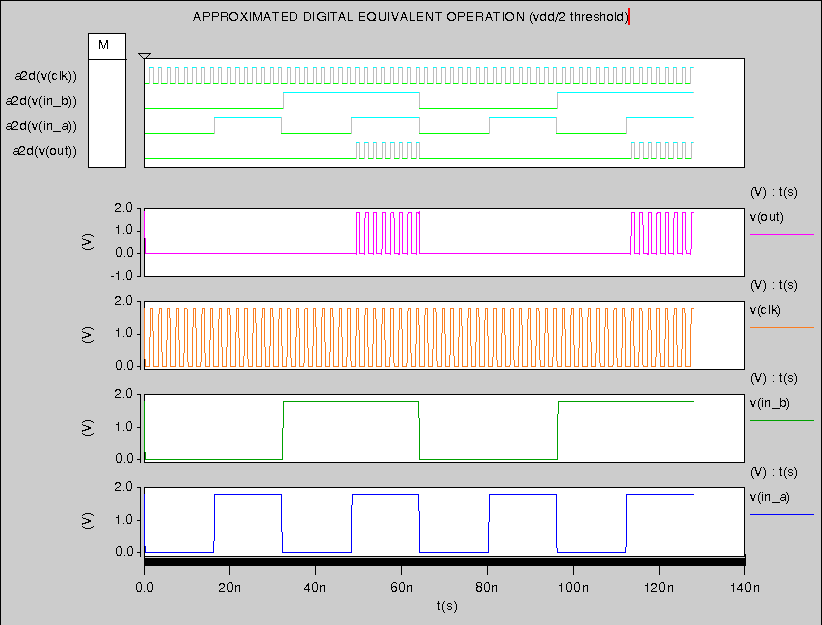 APPROXIMATED DIGITAL EQUIVALENT OPERATION (vdd/2 threshold)
M
a2d(v(clk))
a2d(v(in_b))
a2d(v(in_a))
a2d(v(out))
(V) : t(s)
v(out)
2.0
1.0
0.0
-1.0
(V)
(V) : t(s)
v(clk)
2.0
1.0
0.0
(V)
(V) : t(s)
v(in_b)
2.0
1.0
0.0
(V)
(V) : t(s)
v(in_a)
2.0
1.0
0.0
(V)
0.0 20n 40n 60n 80n 100n 120n 140n
t(s)